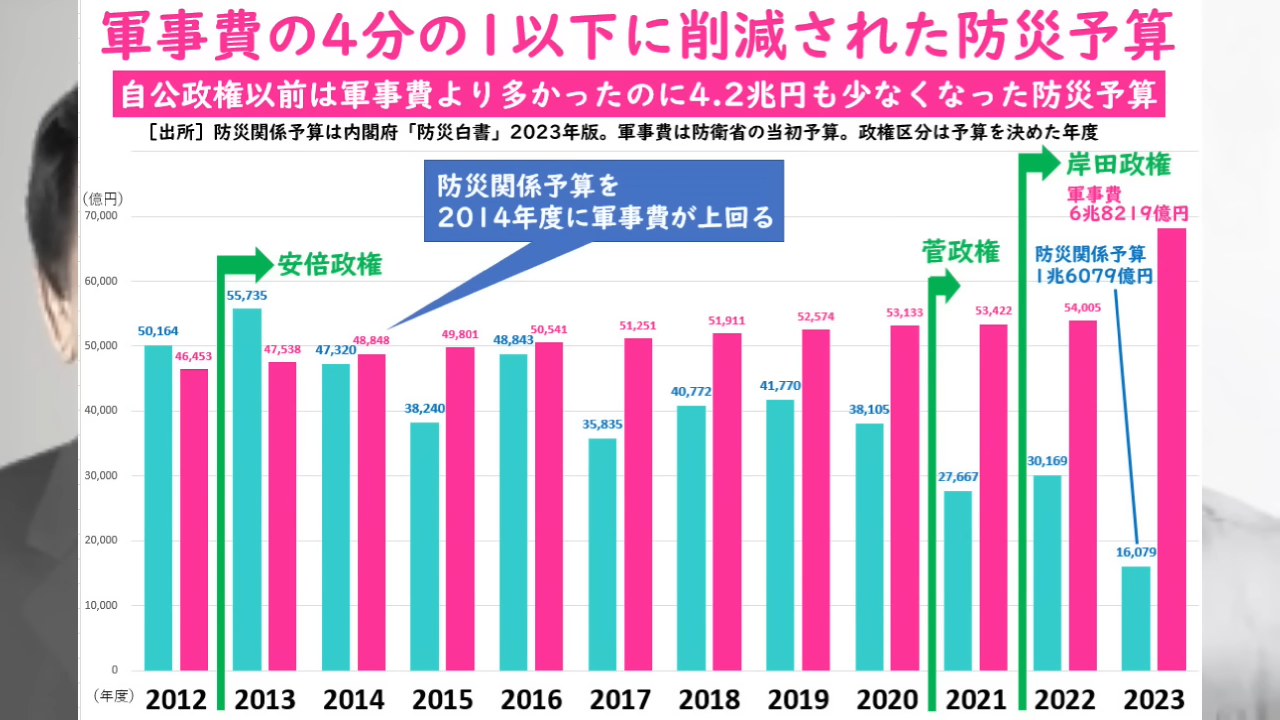 軍事費の4分の1以下に削減された防災予算
自公政権以前は軍事費より多かったのに4.2兆円も少なくなった防災予算
［出所］防災関係予算は内閣府「防災白書」2023年版。軍事費は防衛省の当初予算。政権区分は予算を決めた年度
(億円)
70,000
60,000
50,000
40,000
30,000
20,000
10,000
0
防災関係予算を
2014年度に軍事費が上回る
安倍政権
菅政権
岸田政権
軍事費
6兆8219億円
防災関係予算
1兆6079億円
50,164
46,453
55,735
47,538
47,320
48,848
38,240
49,801
48,843
50,541
35,835
51,251
40,772
51,911
41,770
52,574
38,105
53,133
27,667
53,422
30,169
54,005
16,079
(年度) 2012 2013 2014 2015 2016 2017 2018 2019 2020 2021 2022 2023